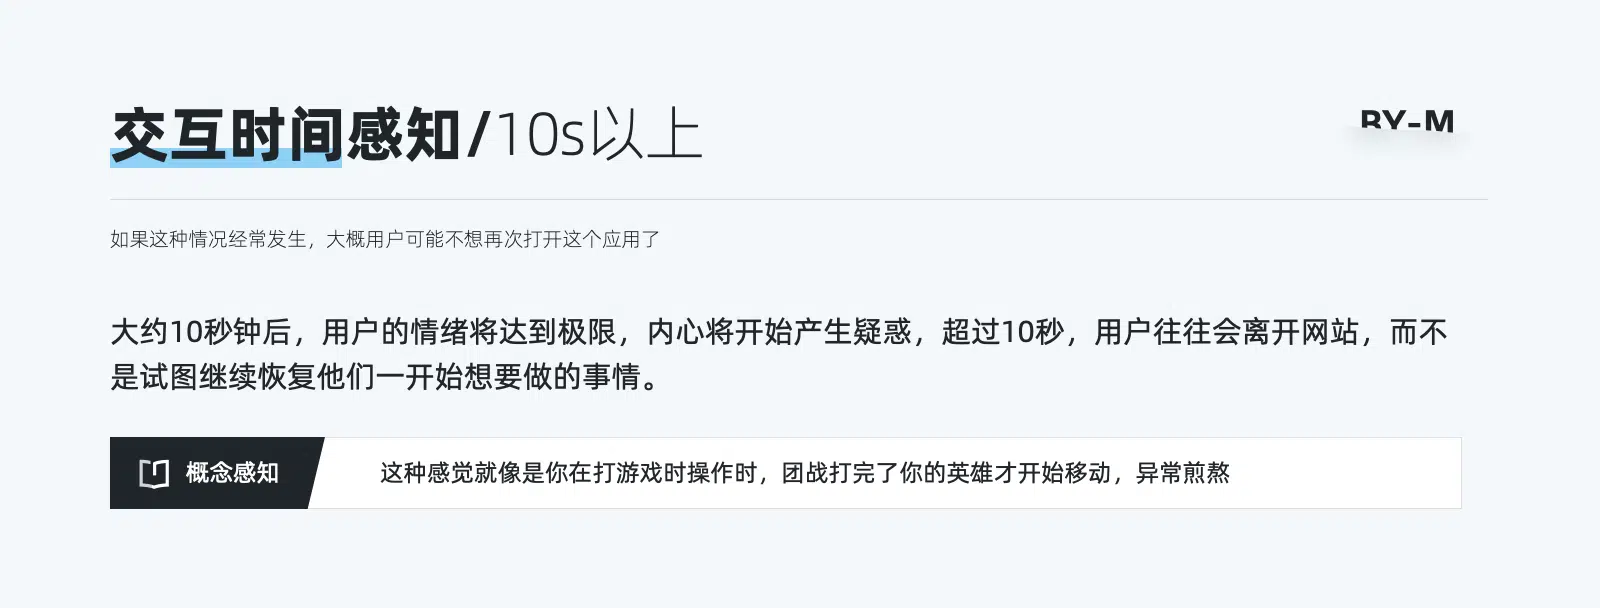 交互时间感知/10s以上
BY-M
如果这种情况经常发生，大概用户可能不想再次打开这个应用了
大约10秒钟后，用户的情绪将达到极限，内心将开始产生疑惑，超过10秒，用户往往会离开网站，而不
是试图继续恢复他们一开始想要做的事情。
概念感知
这种感觉就像是你在打游戏时操作时，团战打完了你的英雄才开始移动，异常煎熬